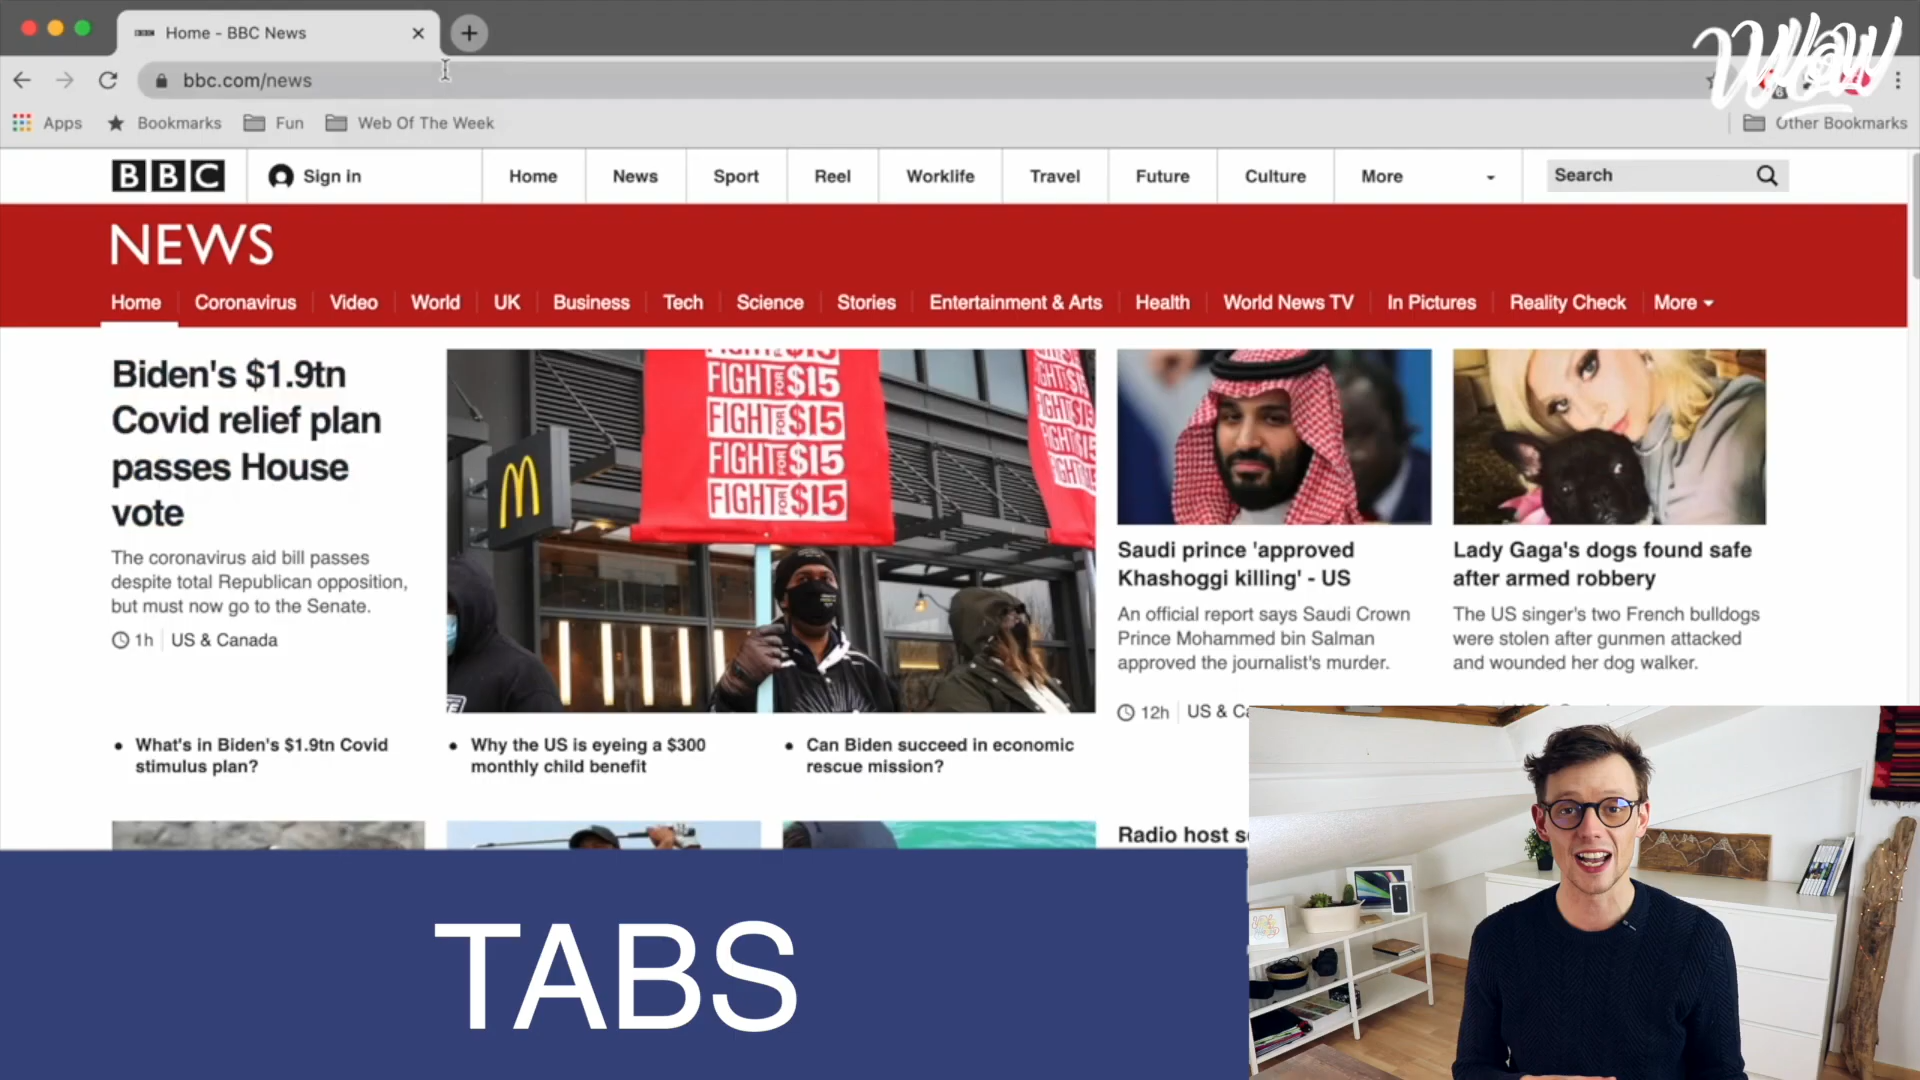 Home - BBC News
Wow
bbc.com/news
Apps
Bookmarks
Fun
Web Of The Week
Other Bookmarks
BBC
Sign in
Home
News
Sport
Reel
Worklife
Travel
Future
Culture
More
Search
NEWS
Home
Coronavirus
Video
World
UK
Business
Tech
Science
Stories
Entertainment & Arts
Health
World News TV
In Pictures
Reality Check
More
Biden's $1.9tn
Covid relief plan
passes House
vote
The coronavirus aid bill passes
despite total Republican opposition,
but must now go to the Senate.
1h
US & Canada
FIGHT FOR $15
FIGHT FOR $15
FIGHT FOR $15
FIGHT FOR $15
Saudi prince 'approved
Khashoggi killing' - US
An official report says Saudi Crown
Prince Mohammed bin Salman
approved the journalist's murder.
12h
US & Ca
Lady Gaga's dogs found safe
after armed robbery
The US singer's two French bulldogs
were stolen after gunmen attacked
and wounded her dog walker.
What's in Biden's $1.9tn Covid
stimulus plan?
Why the US is eyeing a $300
monthly child benefit
Can Biden succeed in economic
rescue mission?
Radio host s
TABS